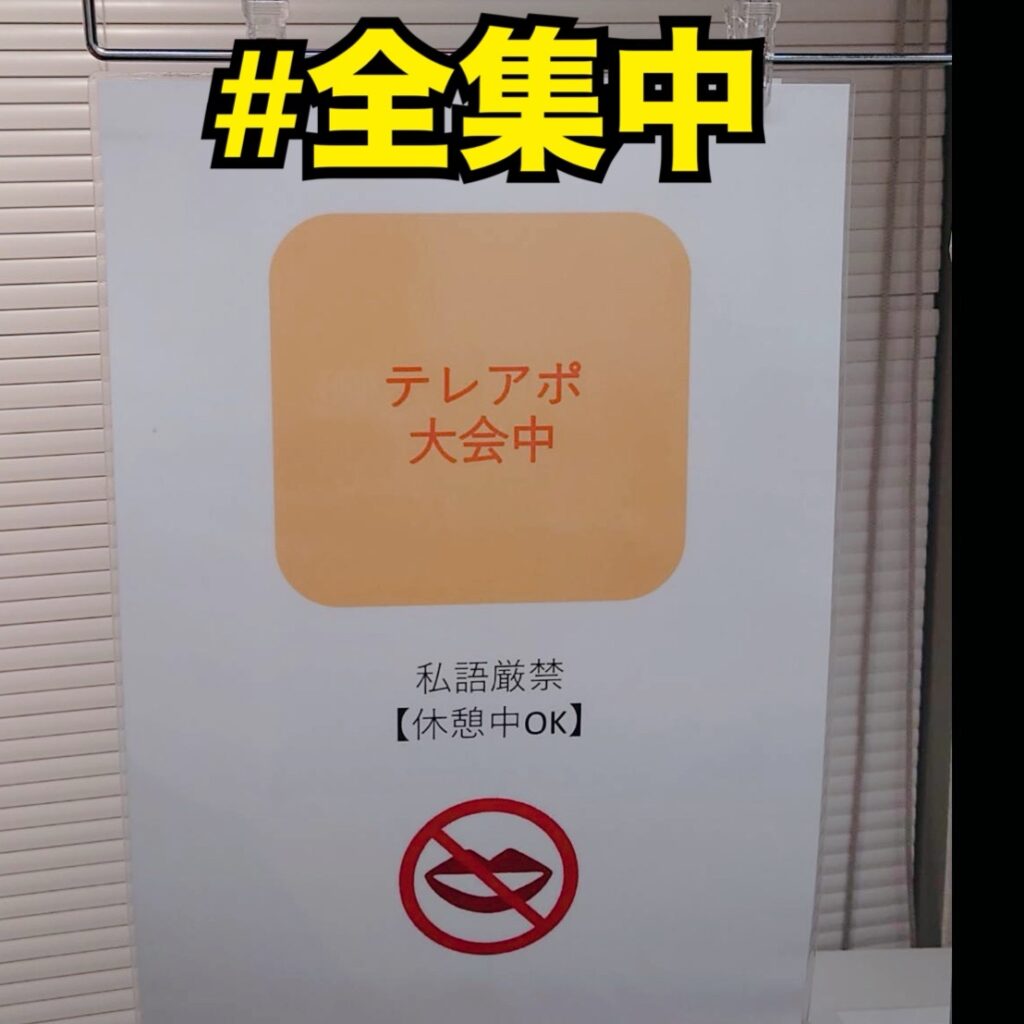 #全集中
テレアポ
大会中
私語厳禁
【休憩中OK】